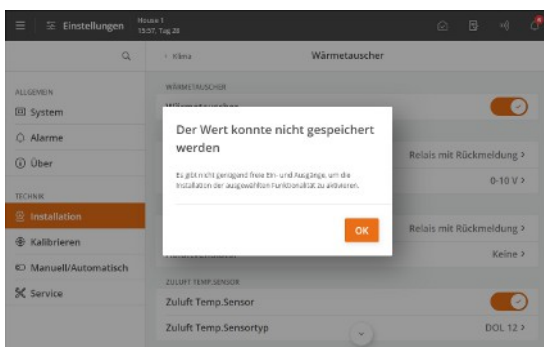 Einstellungen
House 1
15:57, Tag 28
Klima
Wärmetauscher
ALLGEMEIN
System
Alarme
Über
TECHNIK
Installation
Kalibrieren
Manuell/Automatisch
Service
WÄRMETAUSCHER
Wärmetauscher
Relais mit Rückmeldung
0-10 V
Relais mit Rückmeldung
Keine
ZULUFT TEMP.SENSOR
Zuluft Temp.Sensor
Zuluft Temp.Sensortyp
DOL 12
Der Wert konnte nicht gespeichert
werden
Es gibt nicht genügend freie Ein- und Ausgänge, um die
Installation der ausgewählten Funktionalität zu aktivieren.
OK